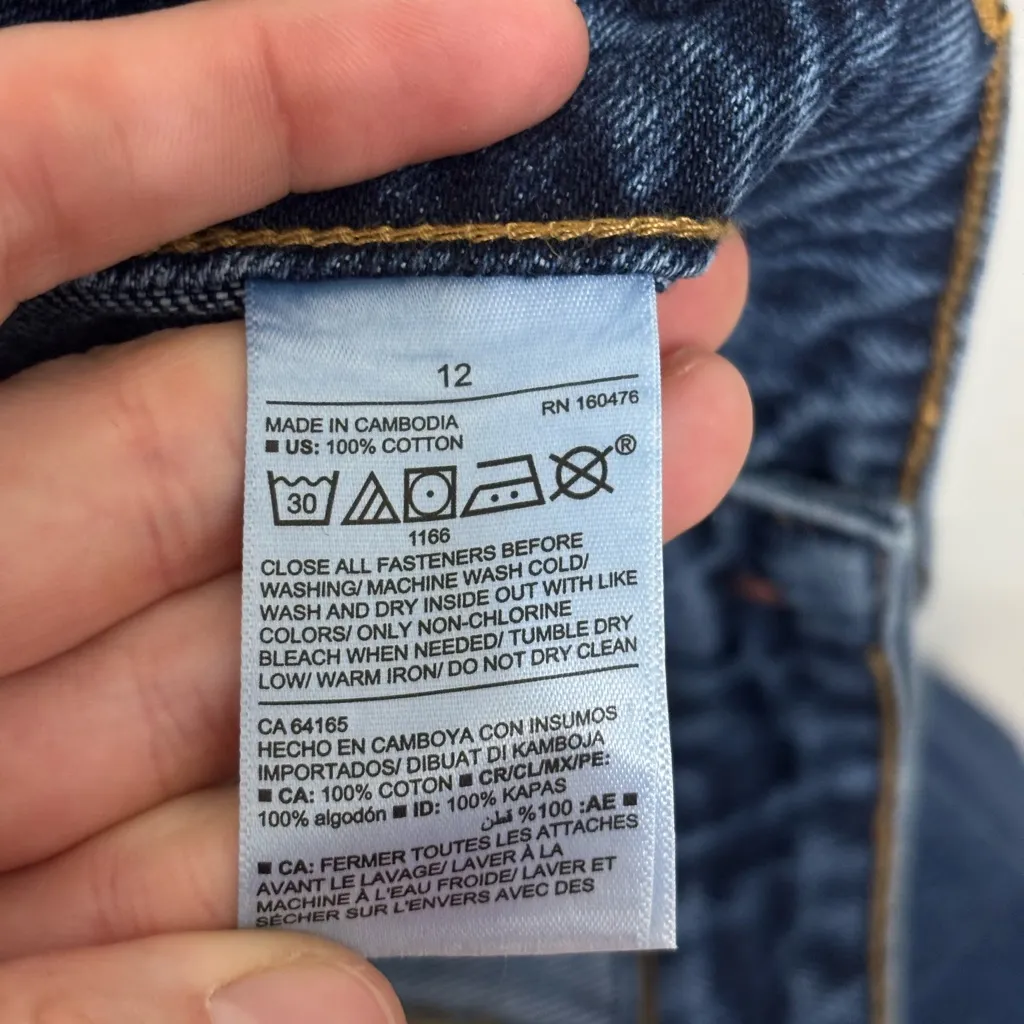 12
RN 160476
MADE IN CAMBODIA
■ US: 100% COTTON
30
®
1166
CLOSE ALL FASTENERS BEFORE
WASHING/ MACHINE WASH COLD/
WASH AND DRY INSIDE OUT WITH LIKE
COLORS/ ONLY NON-CHLORINE
BLEACH WHEN NEEDED/ TUMBLE DRY
LOW/ WARM IRON/ DO NOT DRY CLEAN
CA 64165
HECHO EN CAMBOYA CON INSUMOS
IMPORTADOS/ DIBUAT DI KAMBOJA
■ CA: 100% COTON ■ CR/CL/MX/PE:
100% algodón ■ ID: 100% KAPAS
■ AE: 100% قطن
■ CA: FERMER TOUTES LES ATTACHES
AVANT LE LAVAGE/ LAVER À LA
MACHINE À L'EAU FROIDE/ LAVER ET
SÉCHER SUR L'ENVERS AVEC DES